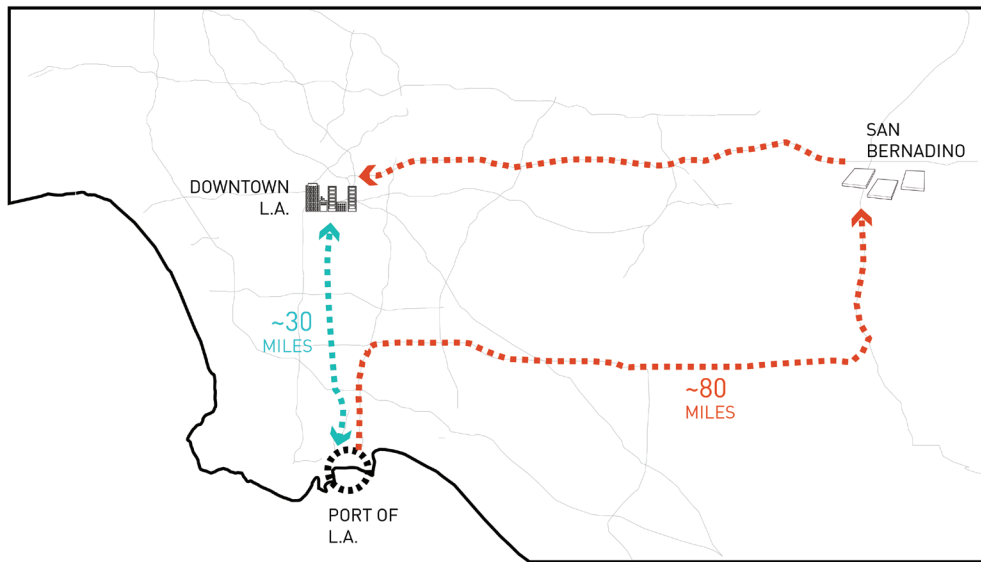 SAN
BERNADINO
DOWNTOWN
L.A.
~30
MILES
~80
MILES
PORT OF
L.A.